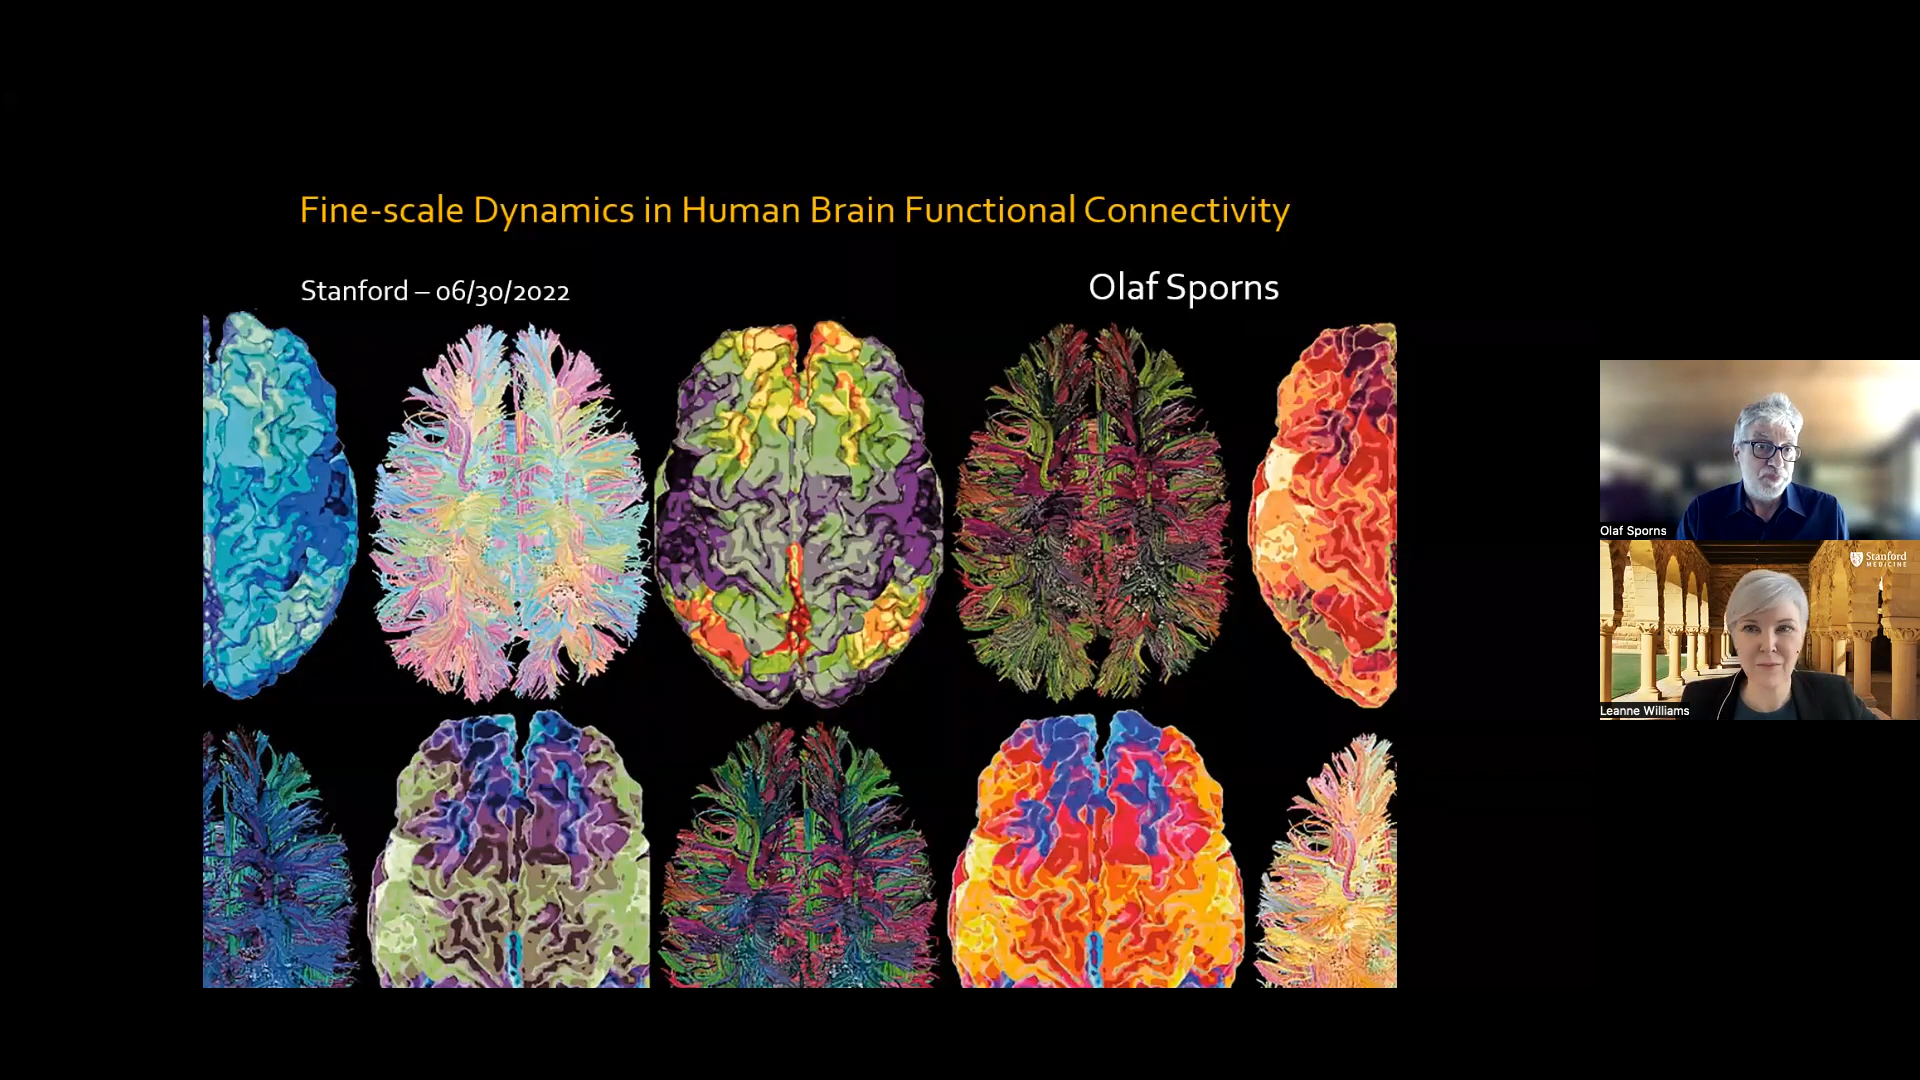 Fine-scale Dynamics in Human Brain Functional Connectivity
Stanford – 06/30/2022
Olaf Sporns
Olaf Sporns
Stanford
MEDICINE
Leanne Williams